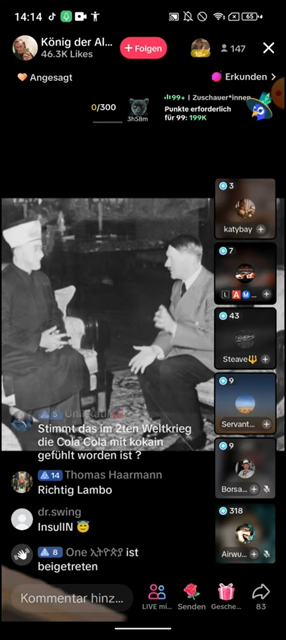 14:14
65
König der Al...
46.3K Likes
+ Folgen
147
Angesagt
Erkunden >
0/300
3h58m
99+ | Zuschauer*innen
Punkte erforderlich
für 99: 199K
3
katybay
7
LAM...
43
Steave🔱
9
Servant...
9
Borsa...
318
Airwu...
5
Stimmt das im 2ten Weltkrieg
die Cola Cola mit kokain
gefühlt worden ist ?
14 Thomas Haarmann
Richtig Lambo
dr.swing
InsulIN 😇
8 One ኢትዮጵያ ist
beigetreten
Kommentar hinz...
LIVE mi...
Senden
Gesche...
83